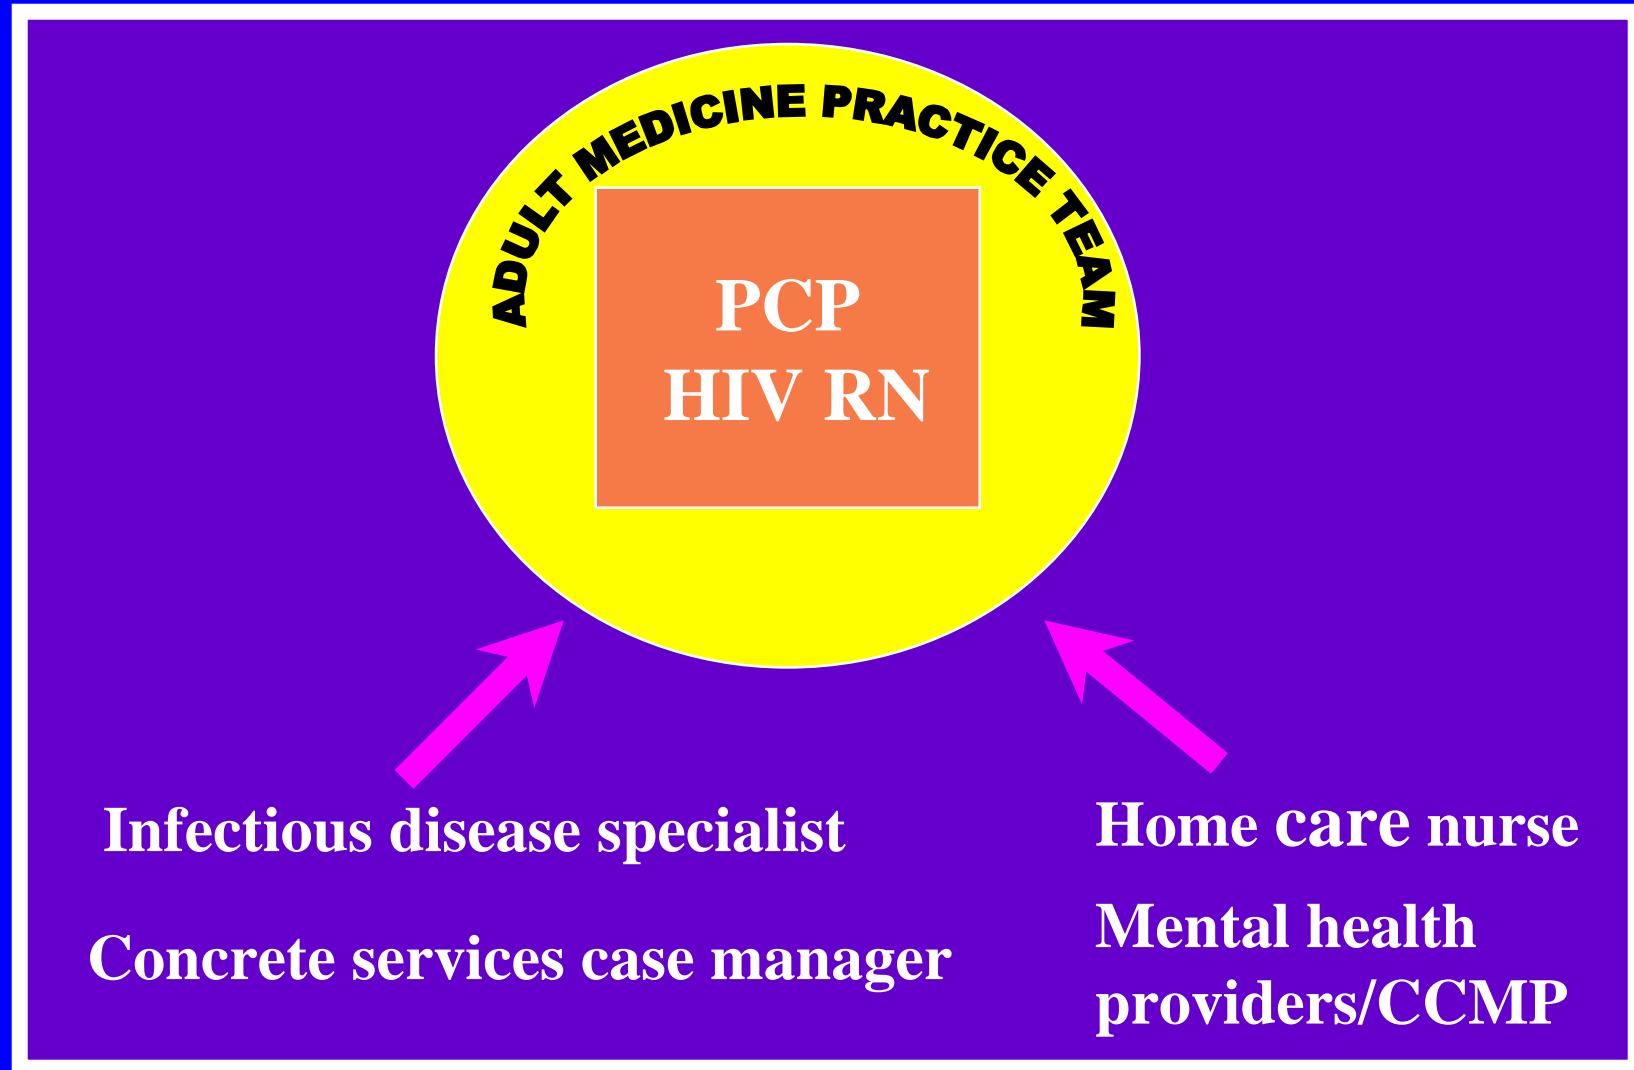 ADULT MEDICINE PRACTICE TEAM
PCP
HIV RN
Infectious disease specialist
Concrete services case manager
Home care nurse
Mental health
providers/CCMP